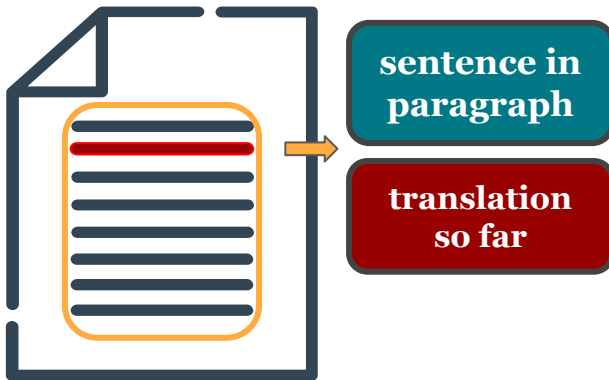 sentence in
paragraph
translation
so far